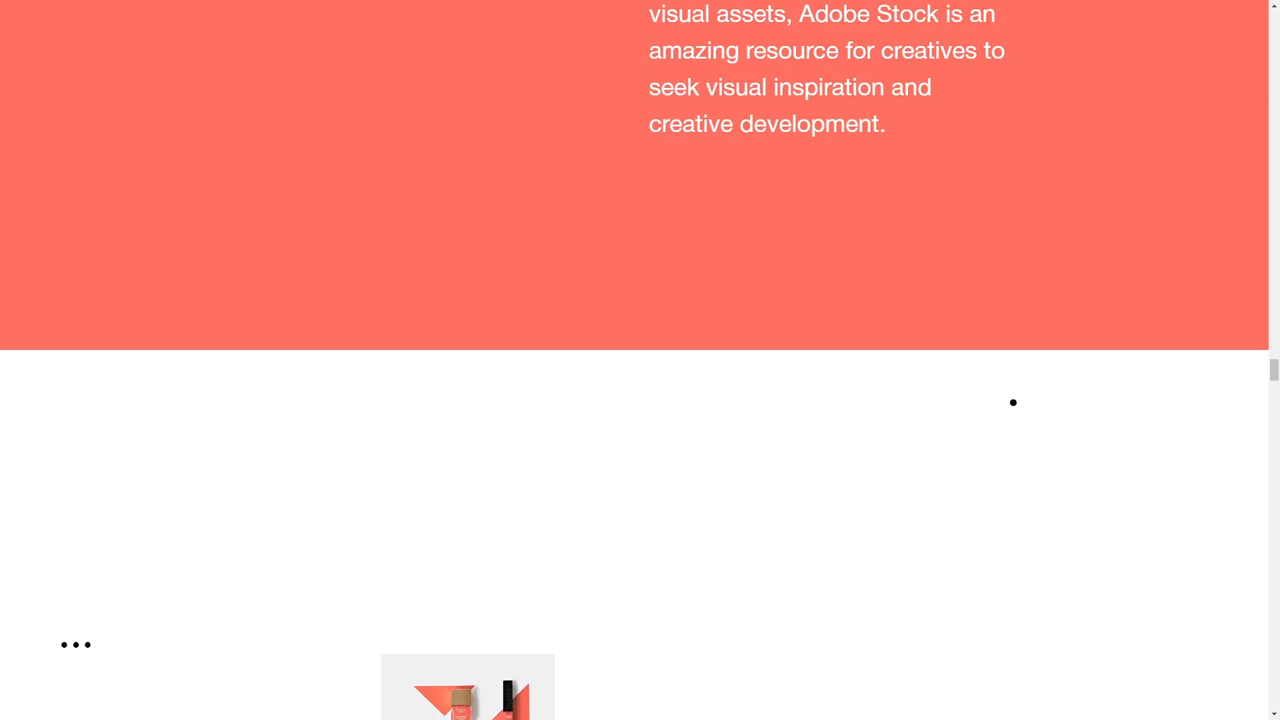 visual assets, Adobe Stock is an
amazing resource for creatives to
seek visual inspiration and
creative development.